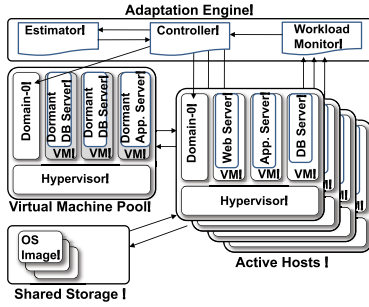 Adaptation Engine!
Estimator!
Controller!
Workload
Monitor!
Domain-0!
Dormant
DB Server!
VM!
Dormant
DB Server!
VM!
Dormant
App. Server!
VM!
Hypervisor!
Virtual Machine Pool!
Domain-0!
Web Server!
VM!
App. Server!
VM!
DB Server!
VM!
Hypervisor!
Active Hosts !
OS
Image!
Shared Storage !